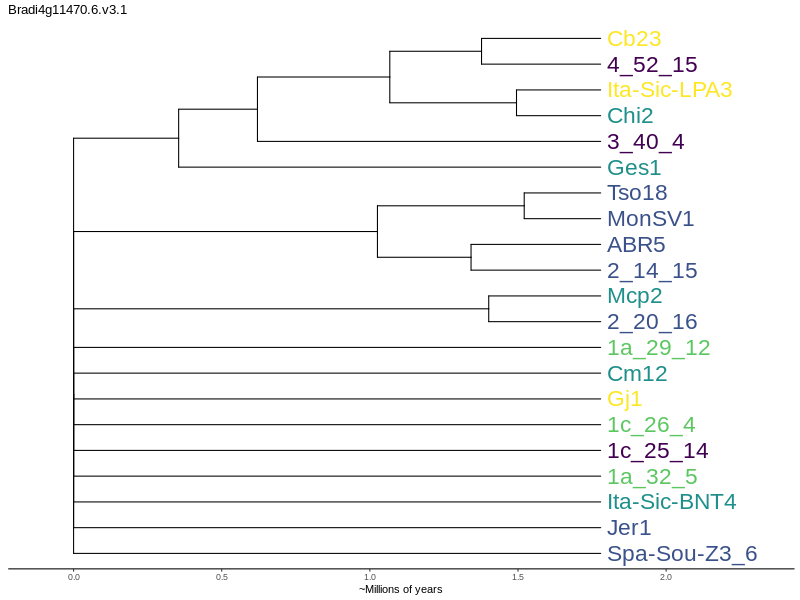 Bradi4g11470.6.v3.1
Cb23
4_52_15
Ita-Sic-LPA3
Chi2
3_40_4
Ges1
Tso18
MonSV1
ABR5
2_14_15
Mcp2
2_20_16
1a_29_12
Cm12
Gj1
1c_26_4
1c_25_14
1a_32_5
Ita-Sic-BNT4
Jer1
Spa-Sou-Z3_6
0.0 0.5 1.0 1.5 2.0
~Millions of years